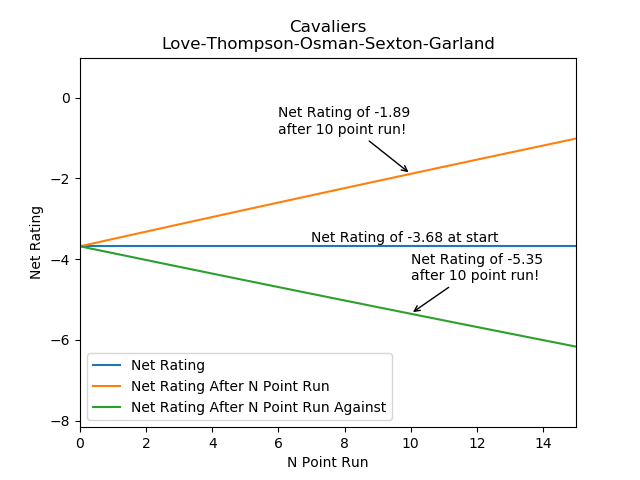 Cavaliers
Love-Thompson-Osman-Sexton-Garland
Net Rating of -1.89
after 10 point run!
Net Rating of -3.68 at start
Net Rating of -5.35
after 10 point run!
Net Rating
0
−2
−4
−6
−8
Net Rating
Net Rating After N Point Run
Net Rating After N Point Run Against
0 2 4 6 8 10 12 14
N Point Run